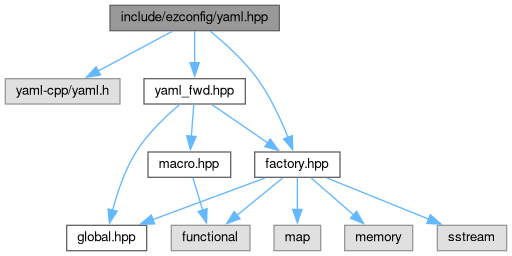 include/ezconfig/yaml.hpp
yaml-cpp/yaml.h
yaml_fwd.hpp
macro.hpp
factory.hpp
global.hpp
functional
map
memory
sstream